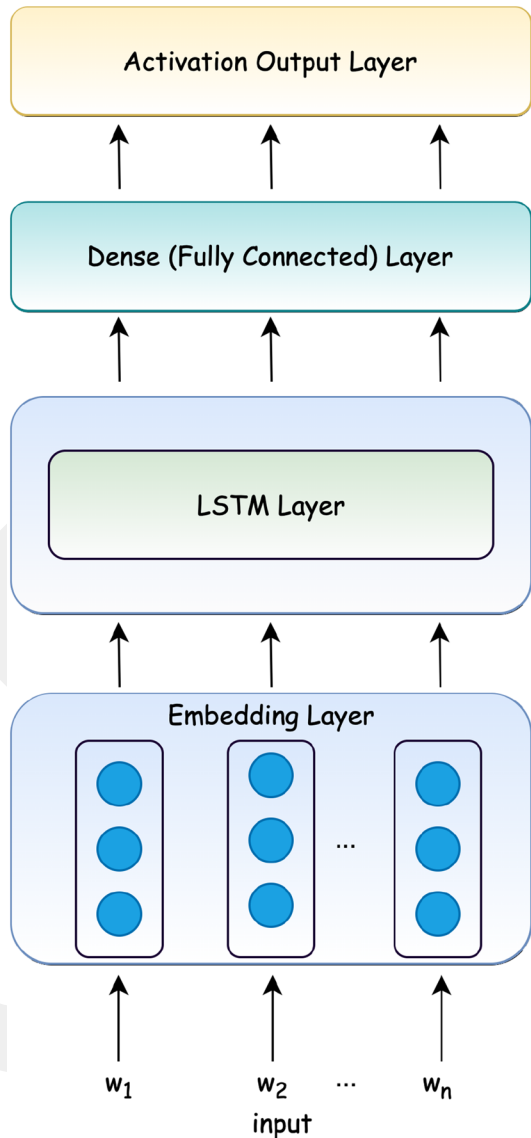 Activation Output Layer
Dense (Fully Connected) Layer
LSTM Layer
Embedding Layer
...
w1 w2 ... wn
input